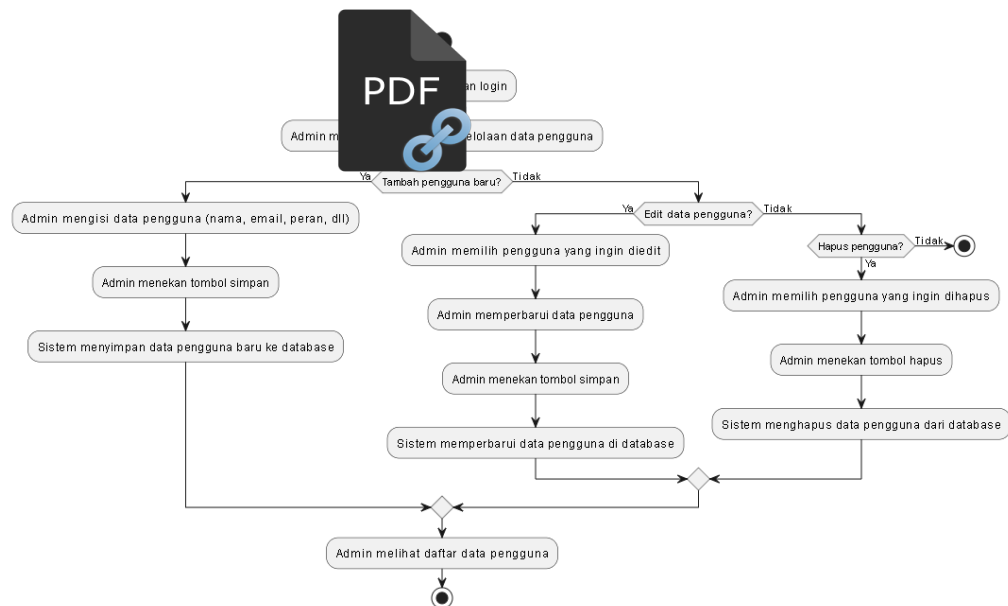 PDF
an login
Admin m
elolaan data pengguna
Ya
Tambah pengguna baru?
Tidak
Admin mengisi data pengguna (nama, email, peran, dll)
Admin menekan tombol simpan
Sistem menyimpan data pengguna baru ke database
Ya
Edit data pengguna?
Tidak
Admin memilih pengguna yang ingin diedit
Admin memperbarui data pengguna
Admin menekan tombol simpan
Sistem memperbarui data pengguna di database
Hapus pengguna?
Tidak
Ya
Admin memilih pengguna yang ingin dihapus
Admin menekan tombol hapus
Sistem menghapus data pengguna dari database
Admin melihat daftar data pengguna